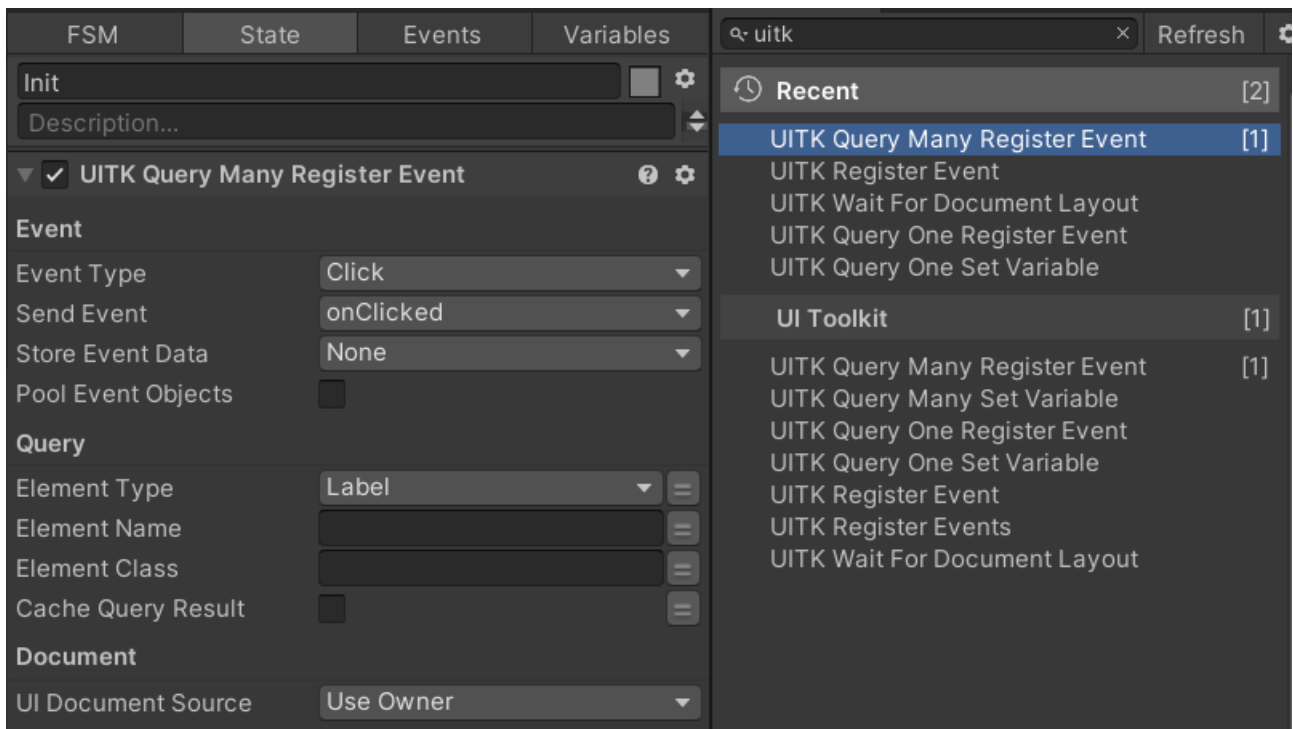 FSM State Events Variables
Init
Description...
UITK Query Many Register Event
Event
Event Type Click
Send Event onClicked
Store Event Data None
Pool Event Objects
Query
Element Type Label
Element Name
Element Class
Cache Query Result
Document
UI Document Source Use Owner
uitk Refresh
Recent [2]
UITK Query Many Register Event [1]
UITK Register Event
UITK Wait For Document Layout
UITK Query One Register Event
UITK Query One Set Variable
UI Toolkit [1]
UITK Query Many Register Event [1]
UITK Query Many Set Variable
UITK Query One Register Event
UITK Query One Set Variable
UITK Register Event
UITK Register Events
UITK Wait For Document Layout